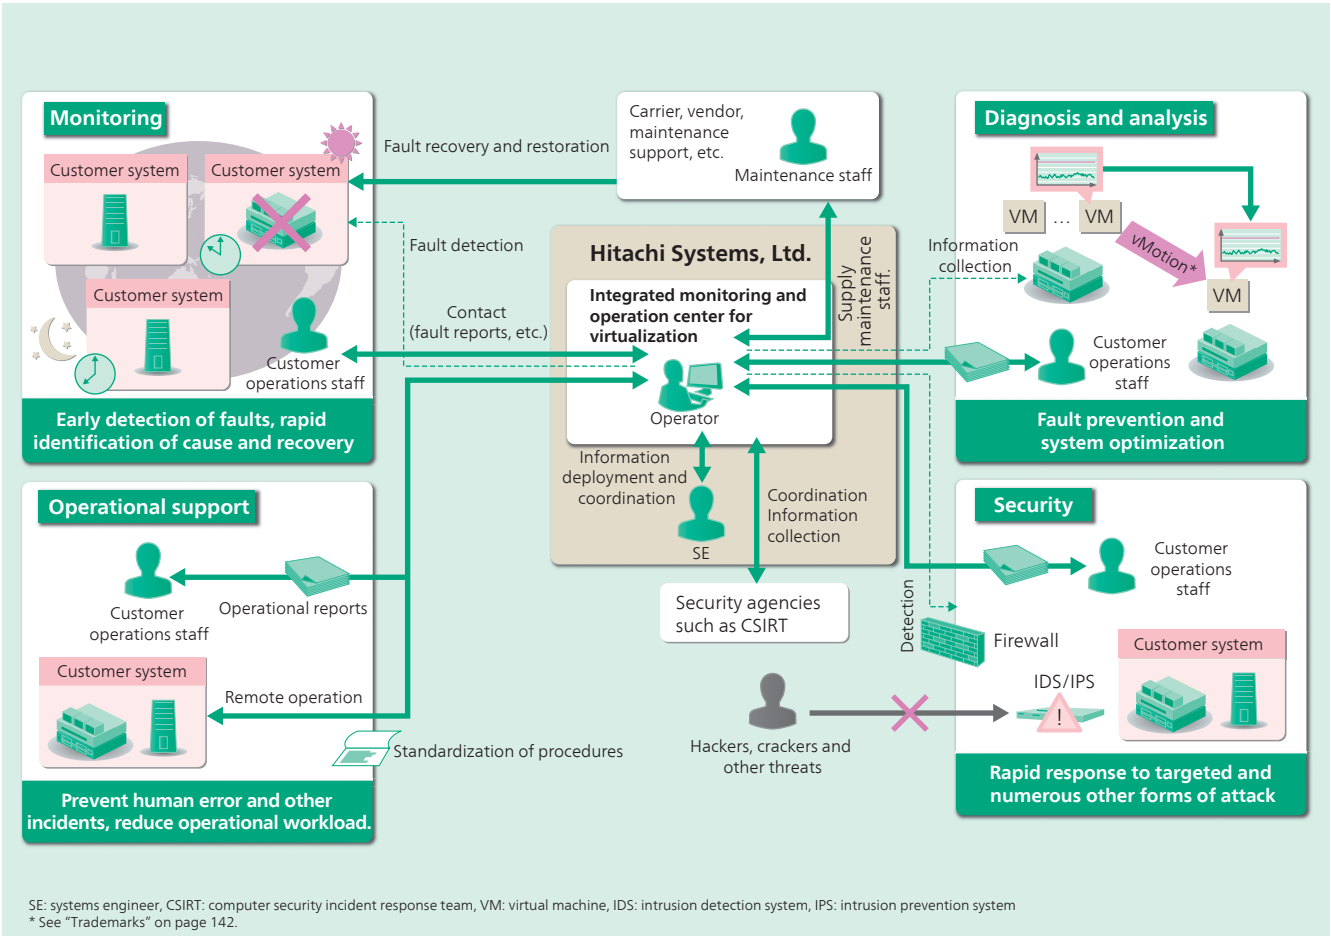 Monitoring
Customer system
Customer system
Customer system
Customer
operations staff
Early detection of faults, rapid
identification of cause and recovery
Fault recovery and restoration
Fault detection
Contact
(fault reports, etc.)
Carrier, vendor,
maintenance
support, etc.
Maintenance staff
Hitachi Systems, Ltd.
Integrated monitoring and
operation center for
virtualization
Operator
Supply
maintenance
staff.
Information
deployment and
coordination
SE
Coordination
Information
collection
Security agencies
such as CSIRT
Diagnosis and analysis
VM
...
VM
vMotion*
VM
Information
collection
Customer
operations
staff
Fault prevention and
system optimization
Operational support
Customer
operations staff
Operational reports
Customer system
Remote operation
Standardization of procedures
Prevent human error and other
incidents, reduce operational workload.
Hackers, crackers and
other threats
Security
Customer
operations
staff
Detection
Firewall
IDS/IPS
!
Customer system
Rapid response to targeted and
numerous other forms of attack
SE: systems engineer, CSIRT: computer security incident response team, VM: virtual machine, IDS: intrusion detection system, IPS: intrusion prevention system
* See “Trademarks” on page 142.